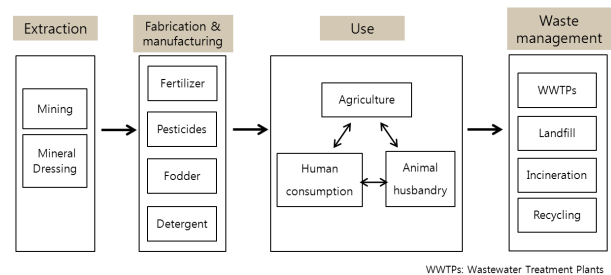 Extraction
Fabrication &
manufacturing
Use
Waste
management
Mining
Mineral
Dressing
Fertilizer
Pesticides
Fodder
Detergent
Agriculture
Human
consumption
Animal
husbandry
WWTPs
Landfill
Incineration
Recycling
WWTPs: Wastewater Treatment Plants